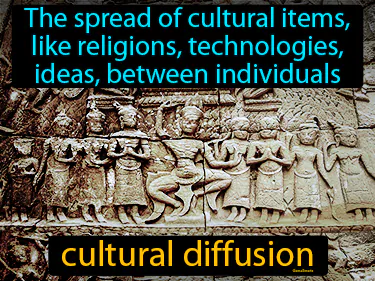 The spread of cultural items,
like religions, technologies,
ideas, between individuals
cultural diffusion